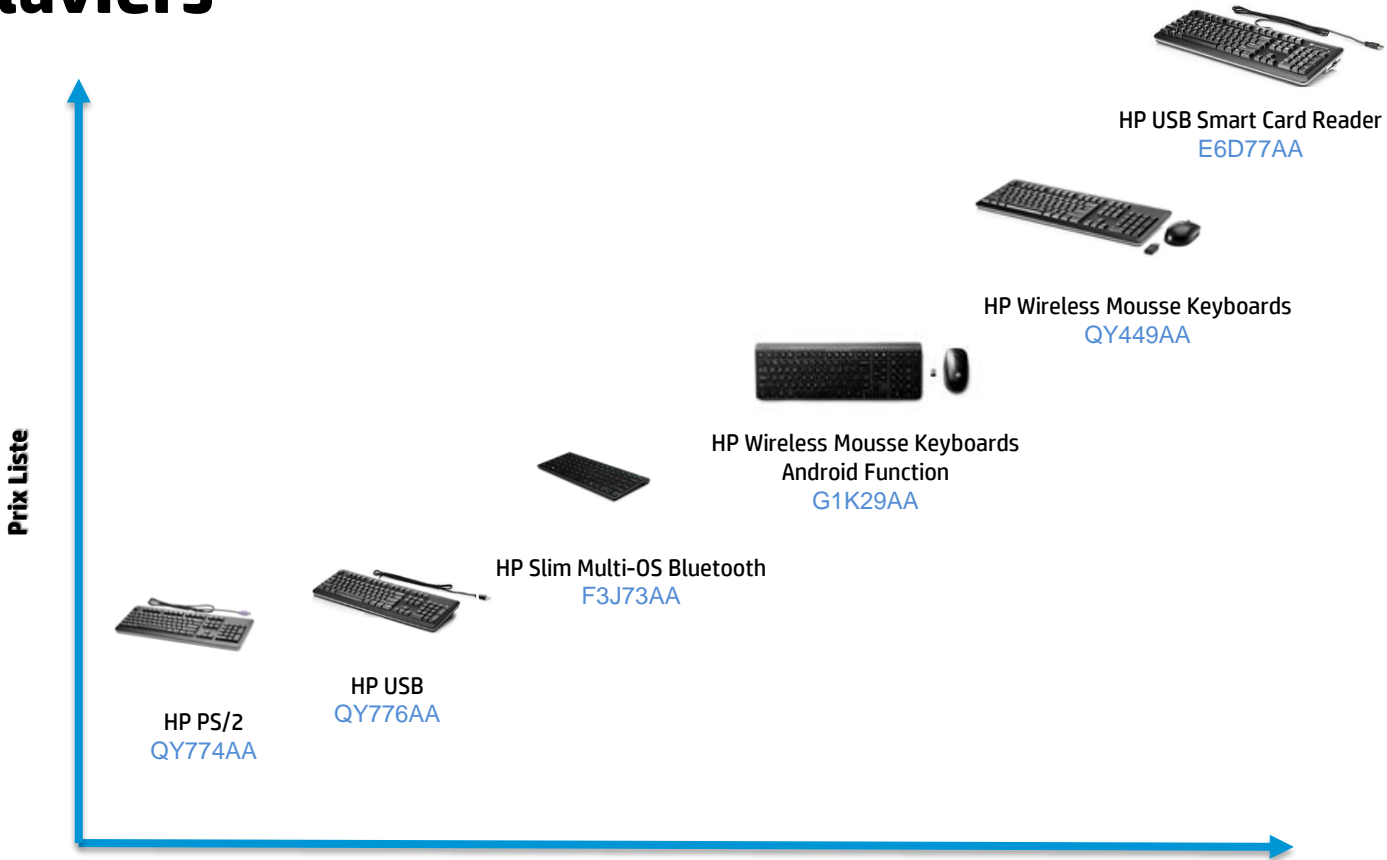 laviers
HP USB Smart Card Reader
E6D77AA
HP Wireless Mousse Keyboards
QY449AA
HP Wireless Mousse Keyboards
Android Function
G1K29AA
HP Slim Multi-OS Bluetooth
F3J73AA
HP USB
QY776AA
HP PS/2
QY774AA
Prix Liste